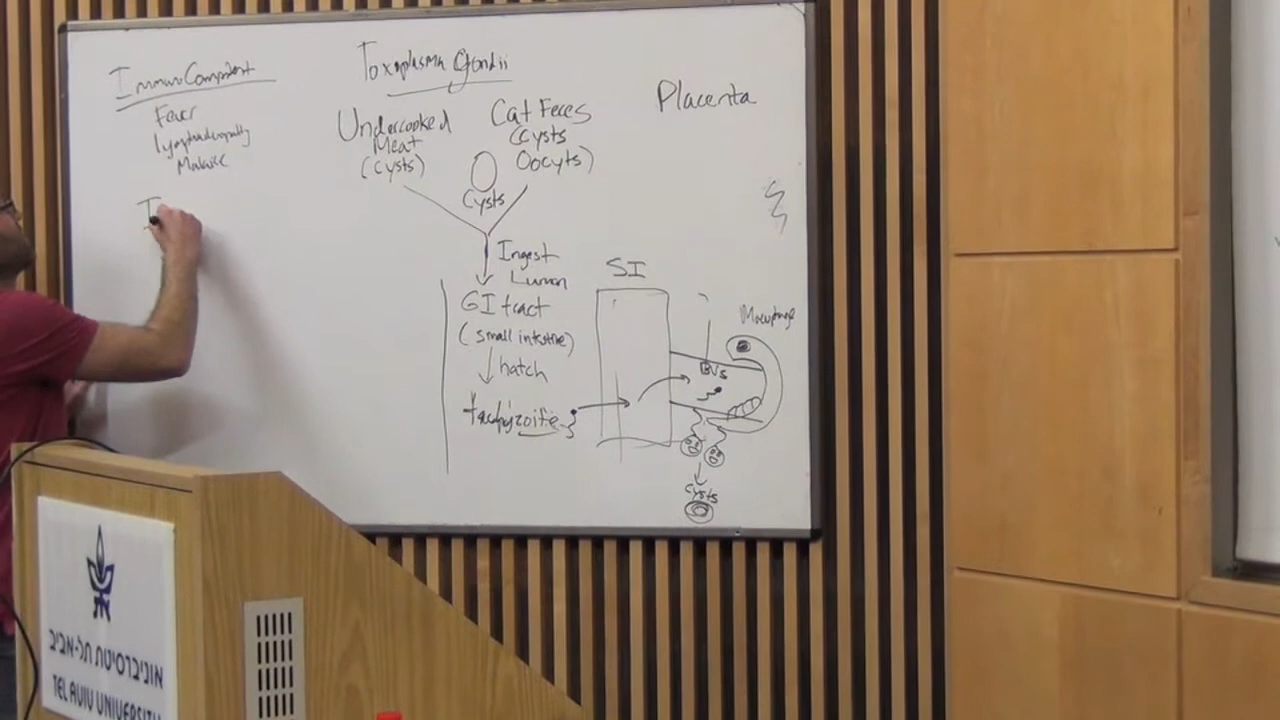 Toxoplasma Gondii
ImmunoCompetent
Fever
lymphadenopathy
Malaise
I
Undercooked
Meat
(cysts)
Cat Feces
(cysts
Oocyts)
Cysts
Placenta
Ingest
Lumen
GI tract
(small intestine)
hatch
tachyzoite
SI
BVs
Macrophage
cysts
אוניברסיטת תל-אביב
TEL AVIV UNIVERSITY